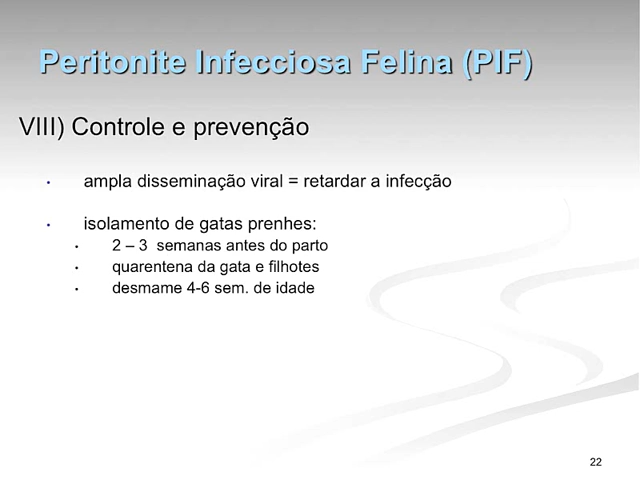 Peritonite Infecciosa Felina (PIF)
VIII) Controle e prevenção
• ampla disseminação viral = retardar a infecção
• isolamento de gatas prenhes:
• 2 – 3 semanas antes do parto
• quarentena da gata e filhotes
• desmame 4-6 sem. de idade
22